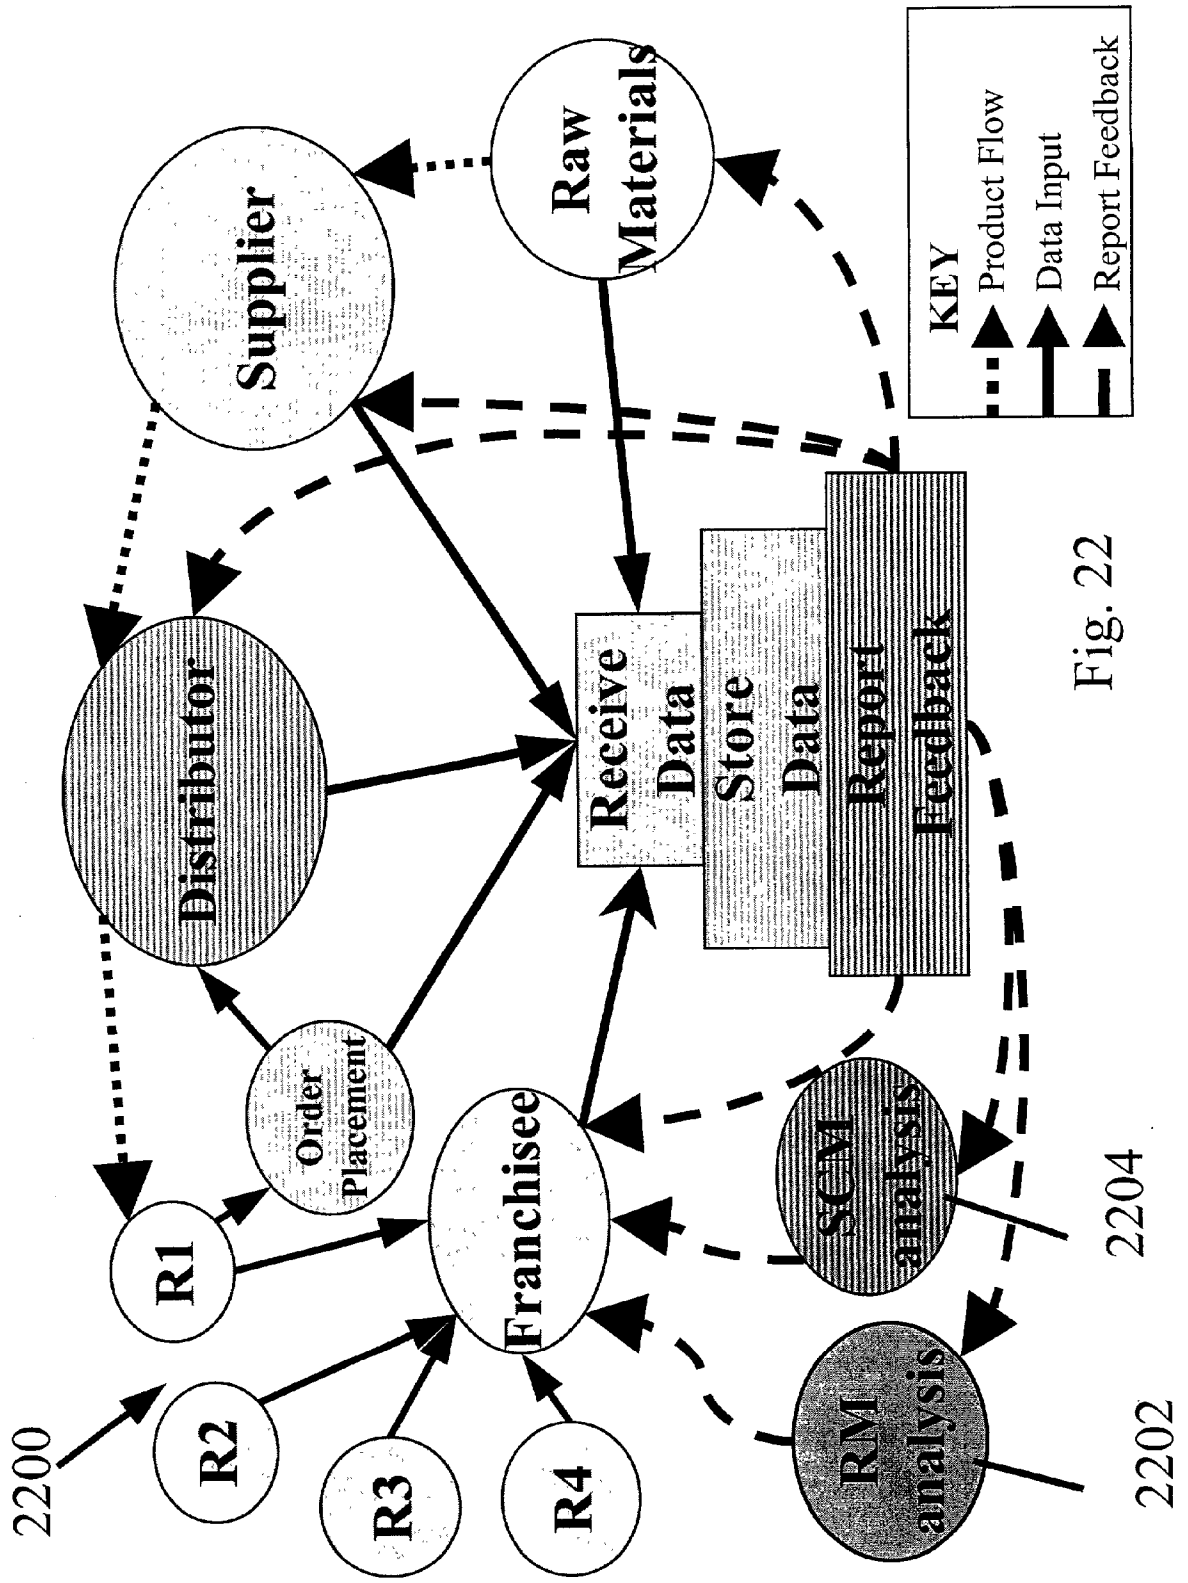 2200
R1
R2
R3
R4
Order
Placement
Distributor
Supplier
Raw
Materials
Franchisee
Receive
Data
Store
Data
Report
Feedback
RM
analysis
SCM
analysis
2202
2204
KEY
Product Flow
Data Input
Report Feedback
Fig. 22